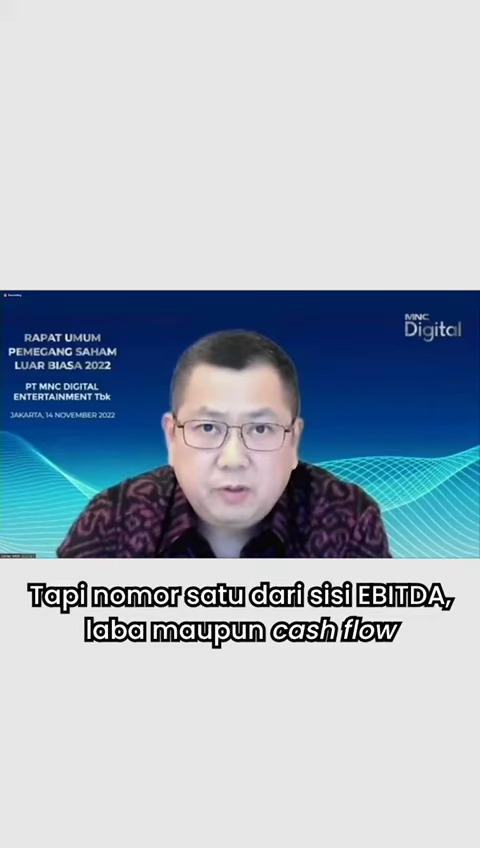 MNC
Digital
RAPAT UMUM
PEMEGANG SAHAM
LUAR BIASA 2022
PT MNC DIGITAL
ENTERTAINMENT Tbk
JAKARTA, 14 NOVEMBER 2022
Tapi nomor satu dari sisi EBITDA,
laba maupun cash flow